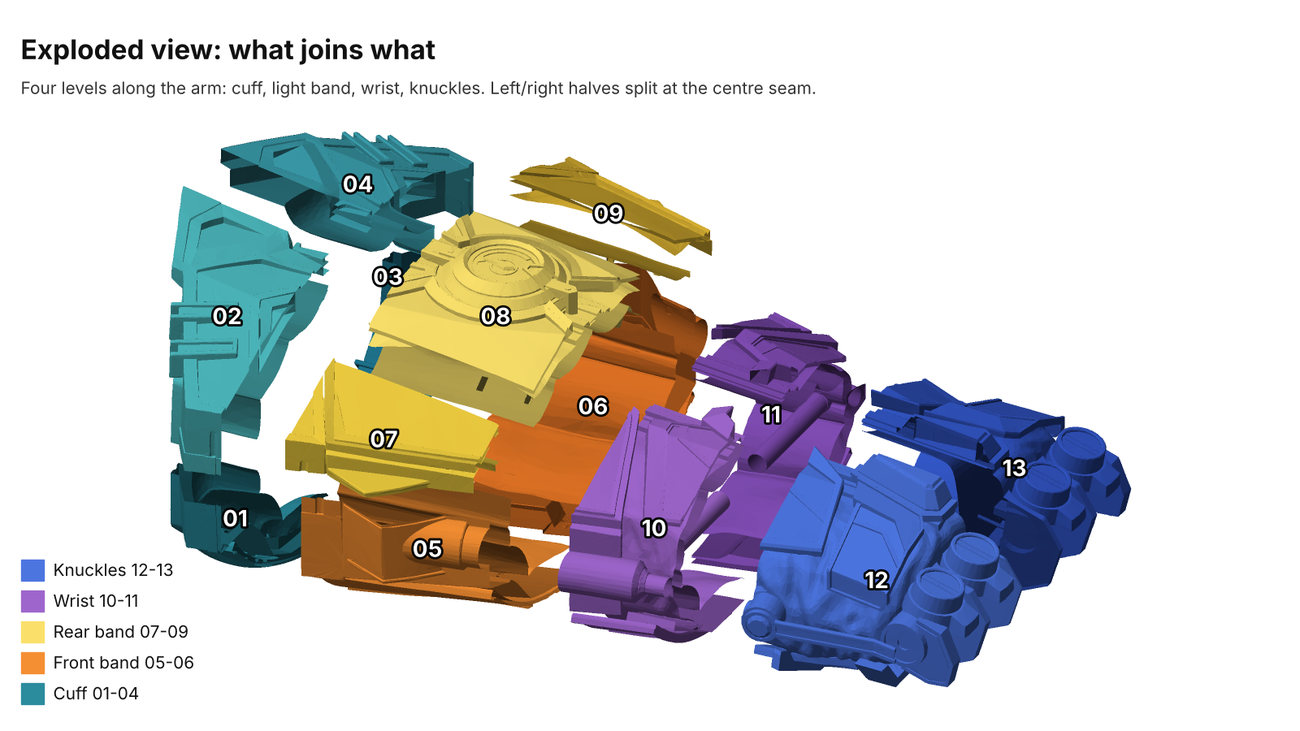 Exploded view: what joins what
Four levels along the arm: cuff, light band, wrist, knuckles. Left/right halves split at the centre seam.
04
09
03
02
08
06
11
07
13
01
10
05
12
Knuckles 12-13
Wrist 10-11
Rear band 07-09
Front band 05-06
Cuff 01-04